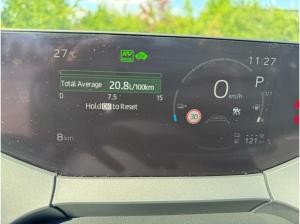 27°C
11:27
Total Average 20.8L/100km
0 7.5 15
Hold OK to Reset
0 km/h
P
30
8 km
121